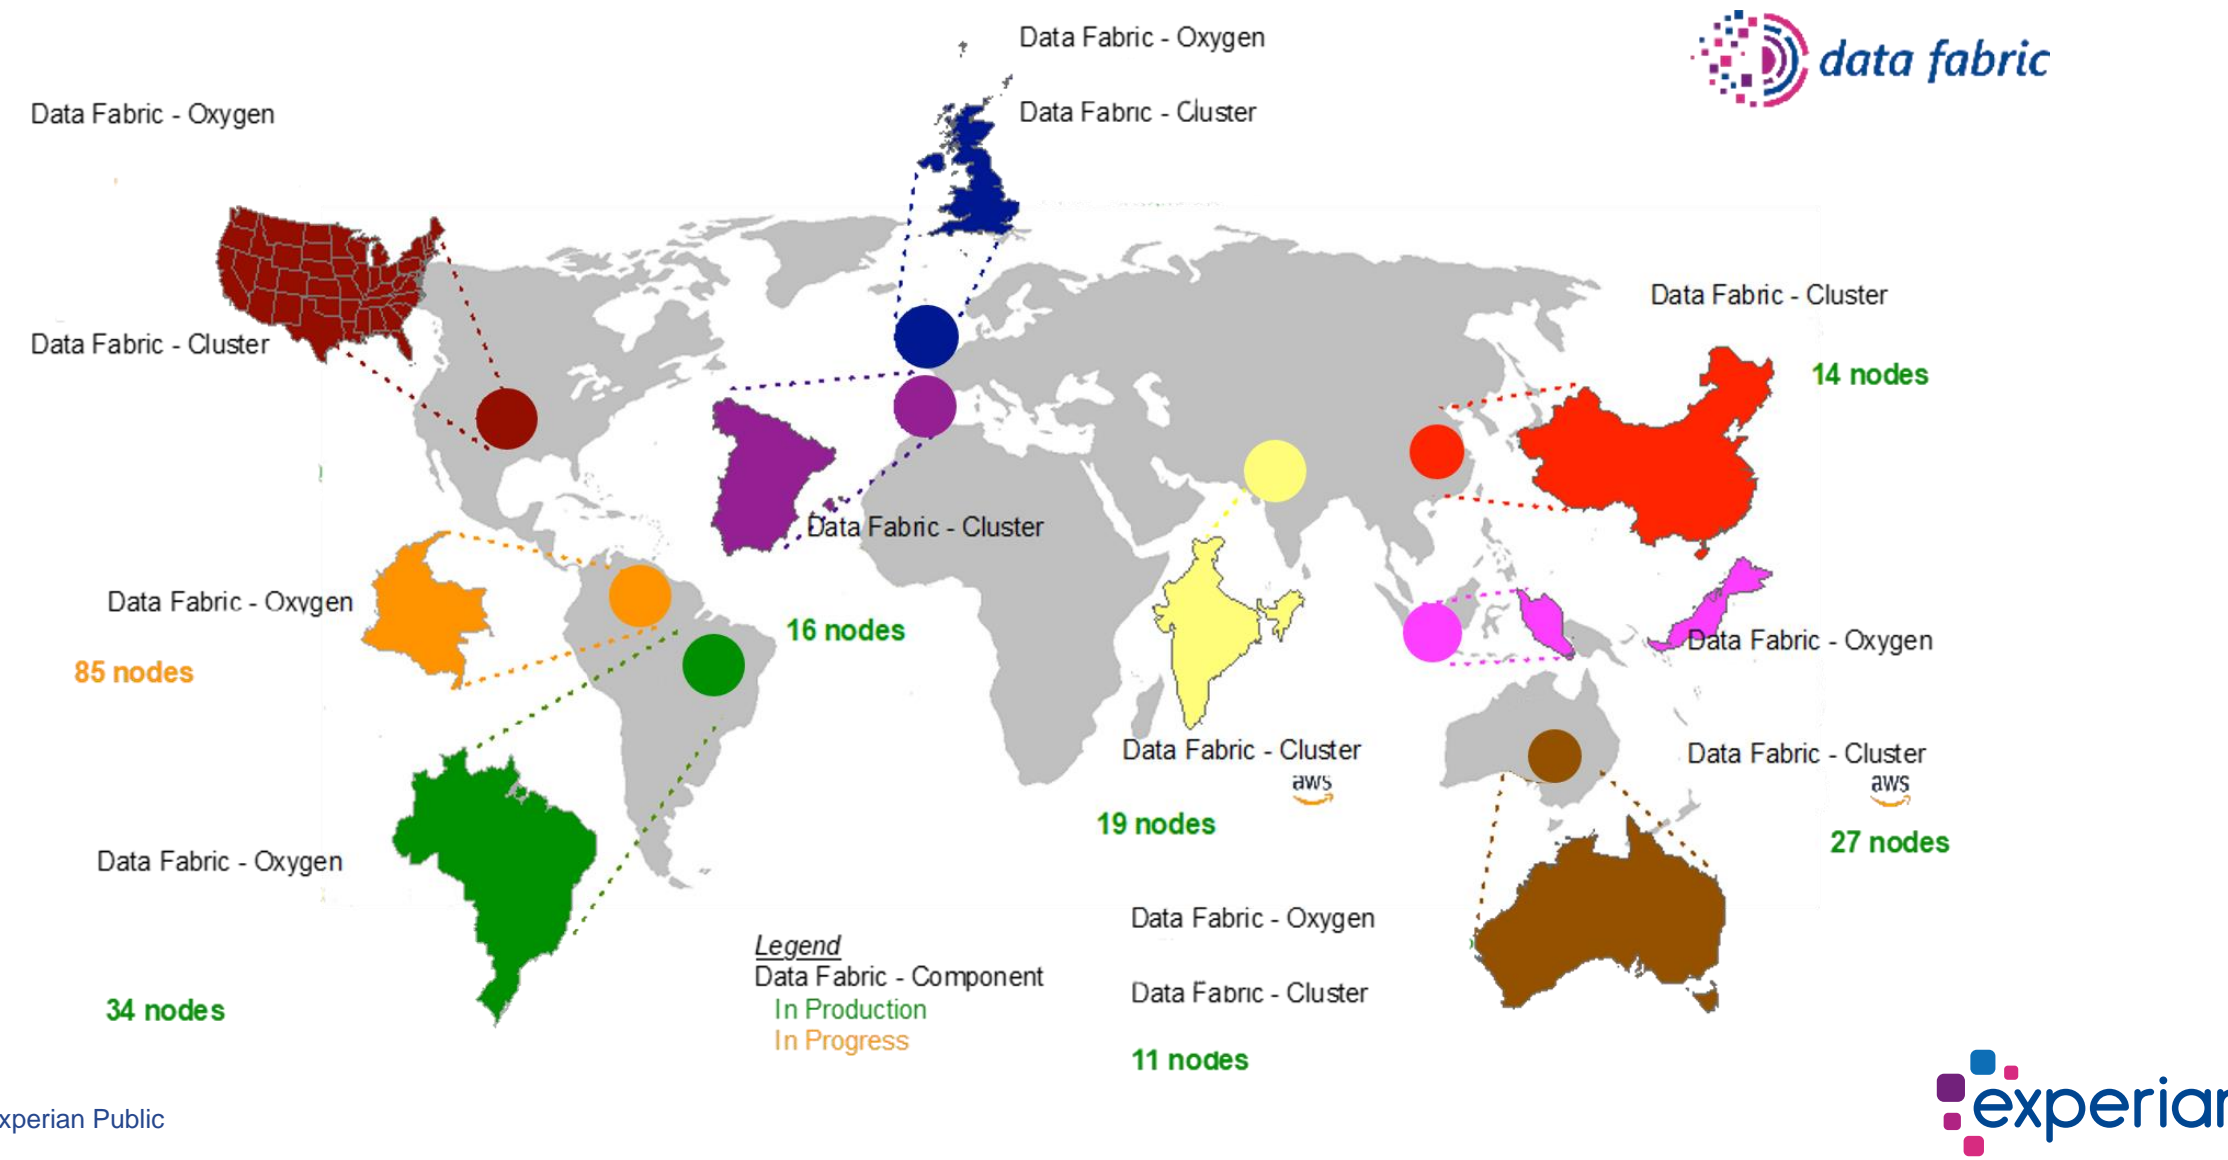 Data Fabric - Oxygen
data fabric
Data Fabric - Cluster
Data Fabric - Oxygen
Data Fabric - Cluster
Data Fabric - Cluster
14 nodes
Data Fabric - Cluster
Data Fabric - Oxygen
85 nodes
16 nodes
Data Fabric - Oxygen
Data Fabric - Cluster
aws
19 nodes
Data Fabric - Cluster
aws
27 nodes
Data Fabric - Oxygen
34 nodes
Legend
Data Fabric - Component
In Production
In Progress
Data Fabric - Oxygen
Data Fabric - Cluster
11 nodes
xperian Public
experian